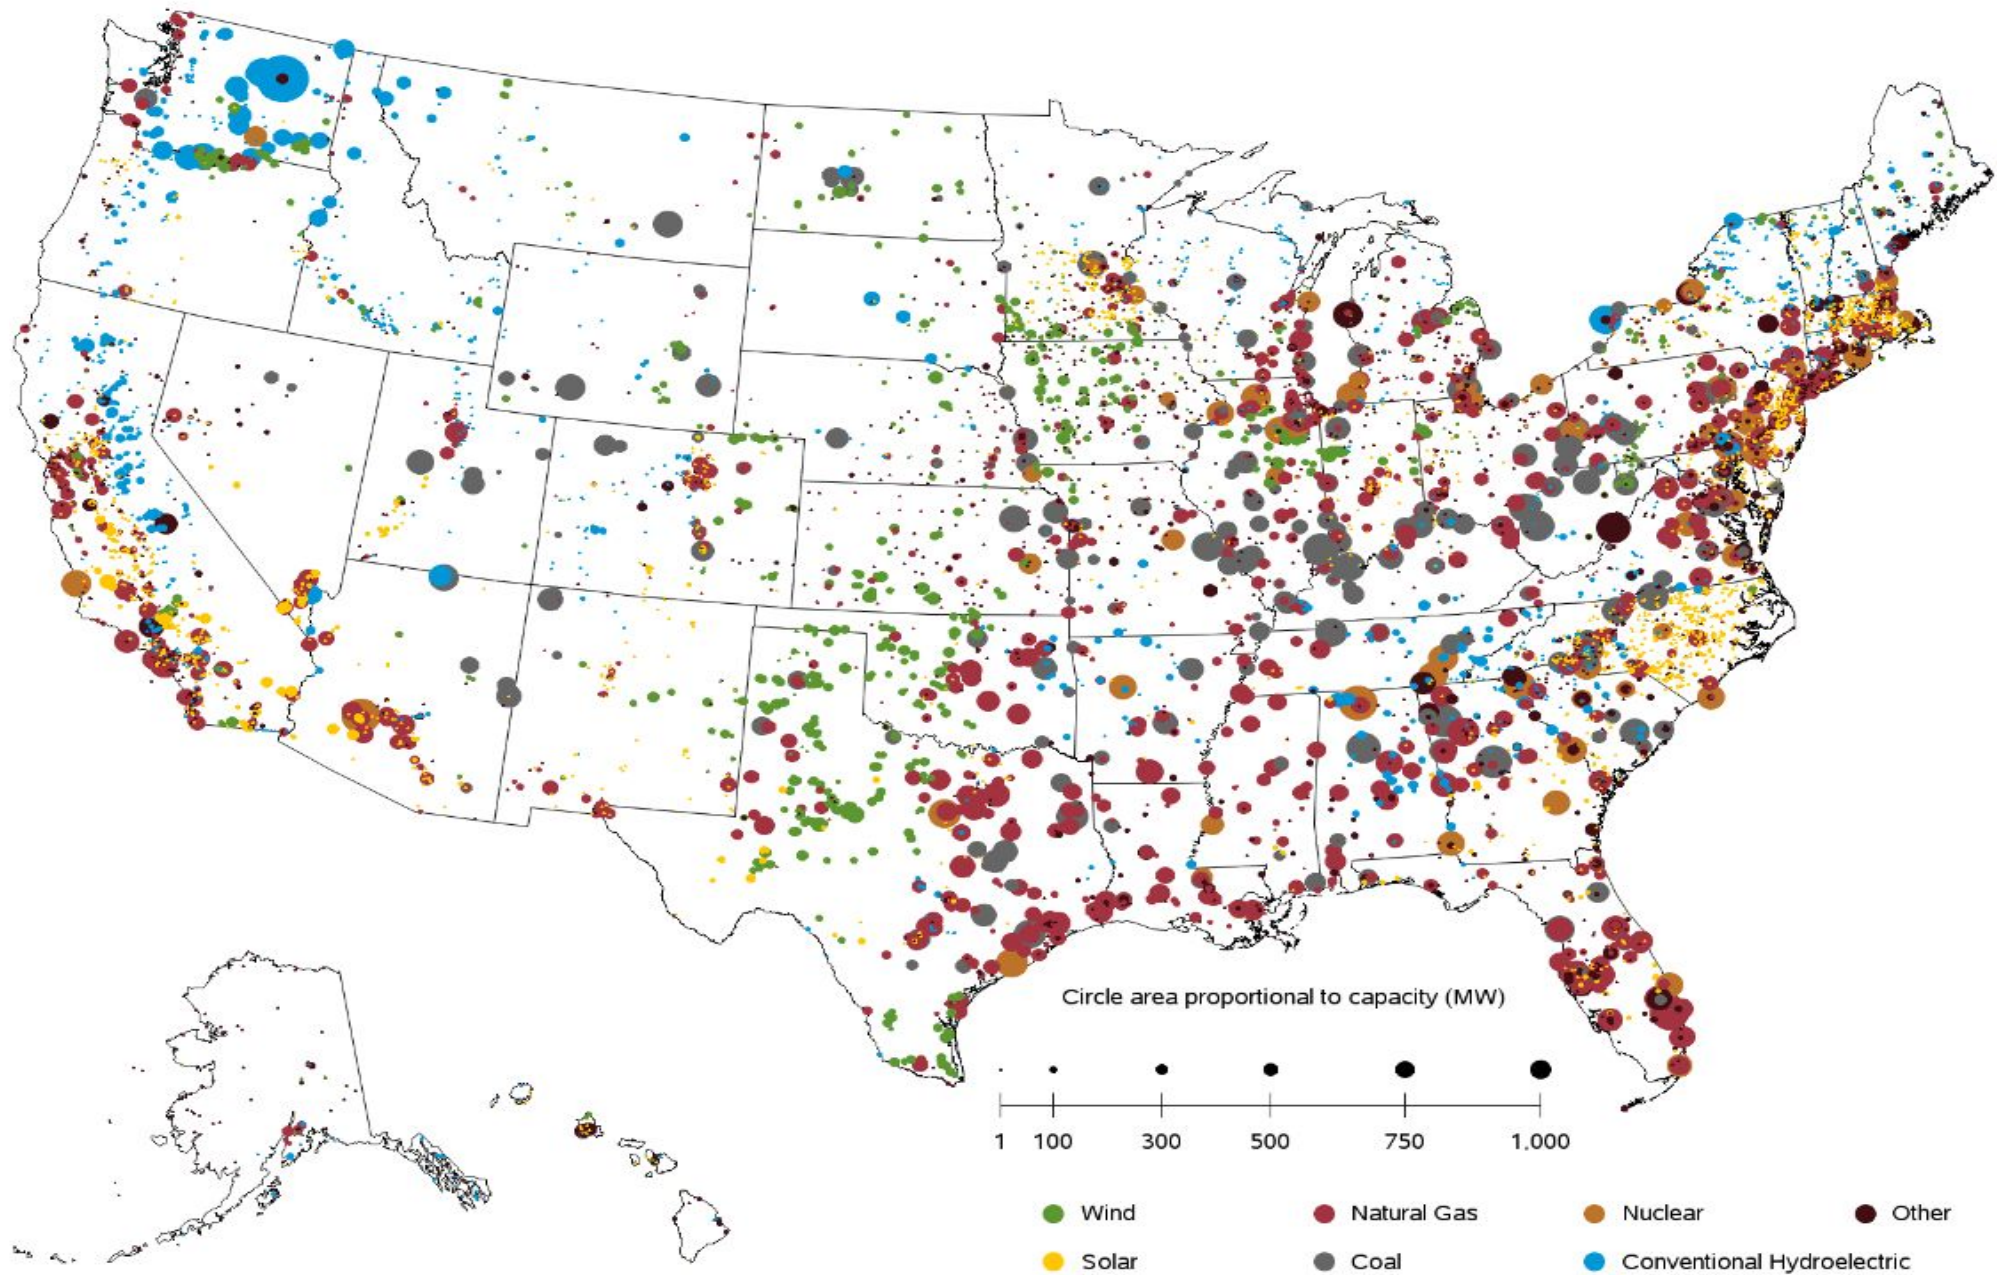 Circle area proportional to capacity (MW)
1 100 300 500 750 1,000
Wind Natural Gas Nuclear Other
Solar Coal Conventional Hydroelectric